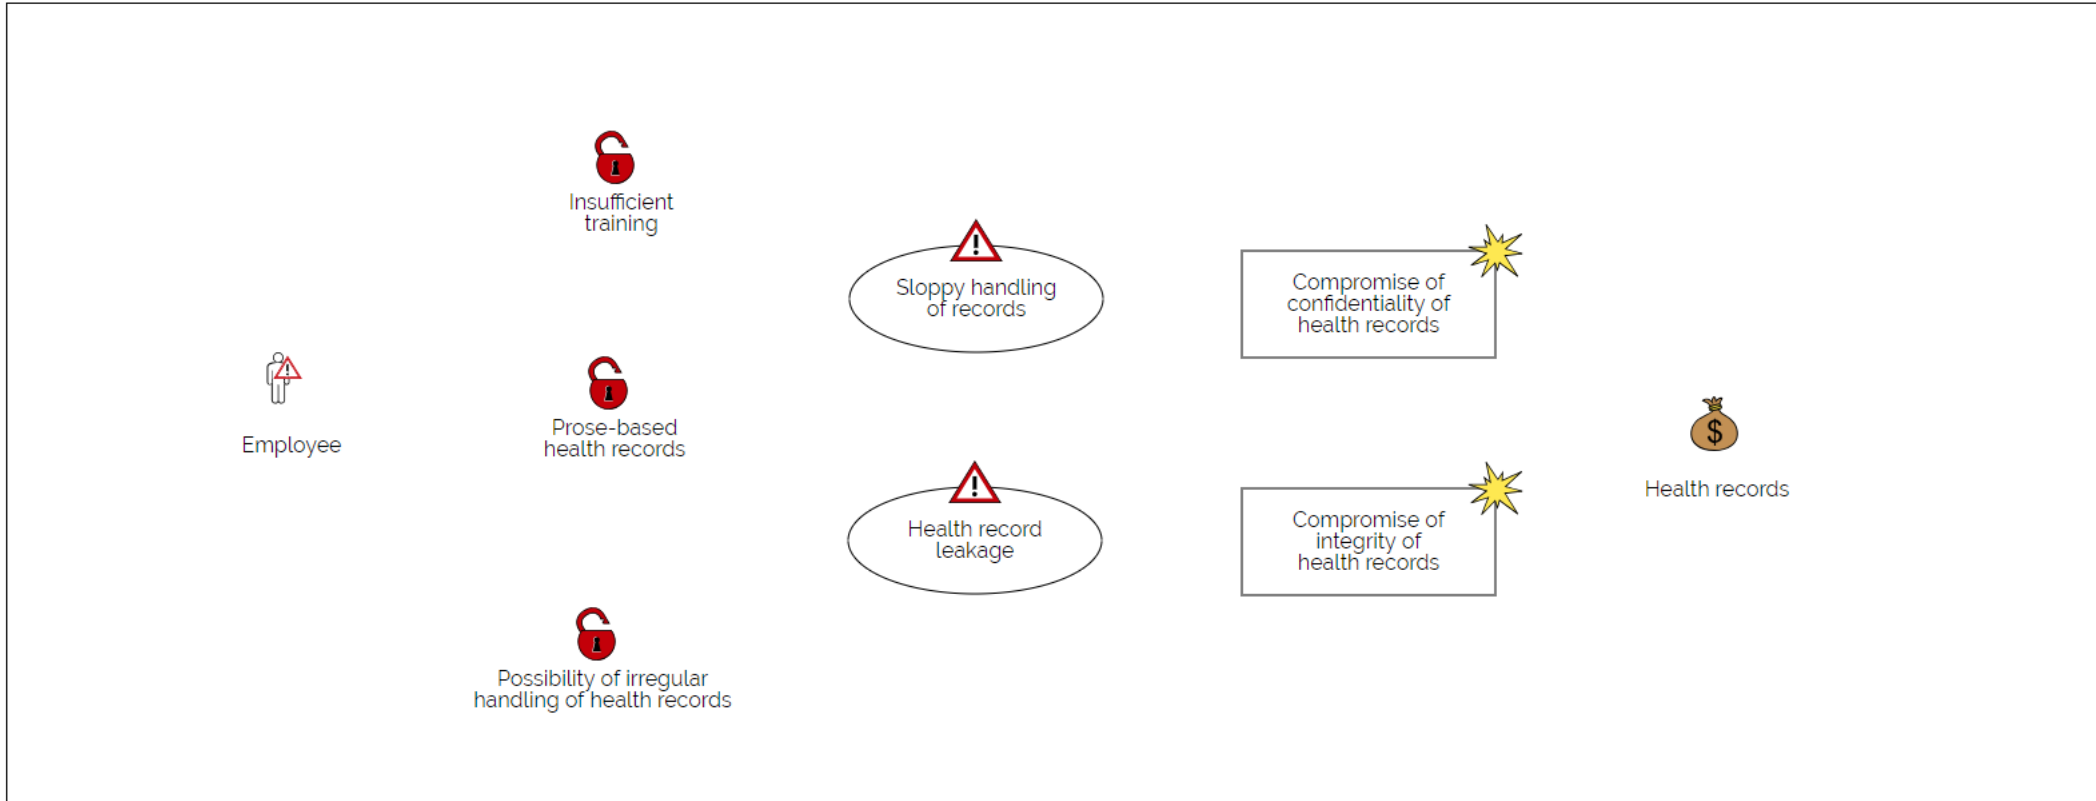 Insufficient
training
Sloppy handling
of records
Compromise of
confidentiality of
health records
Employee
Prose-based
health records
$
Health records
Health record
leakage
Compromise of
integrity of
health records
Possibility of irregular
handling of health records